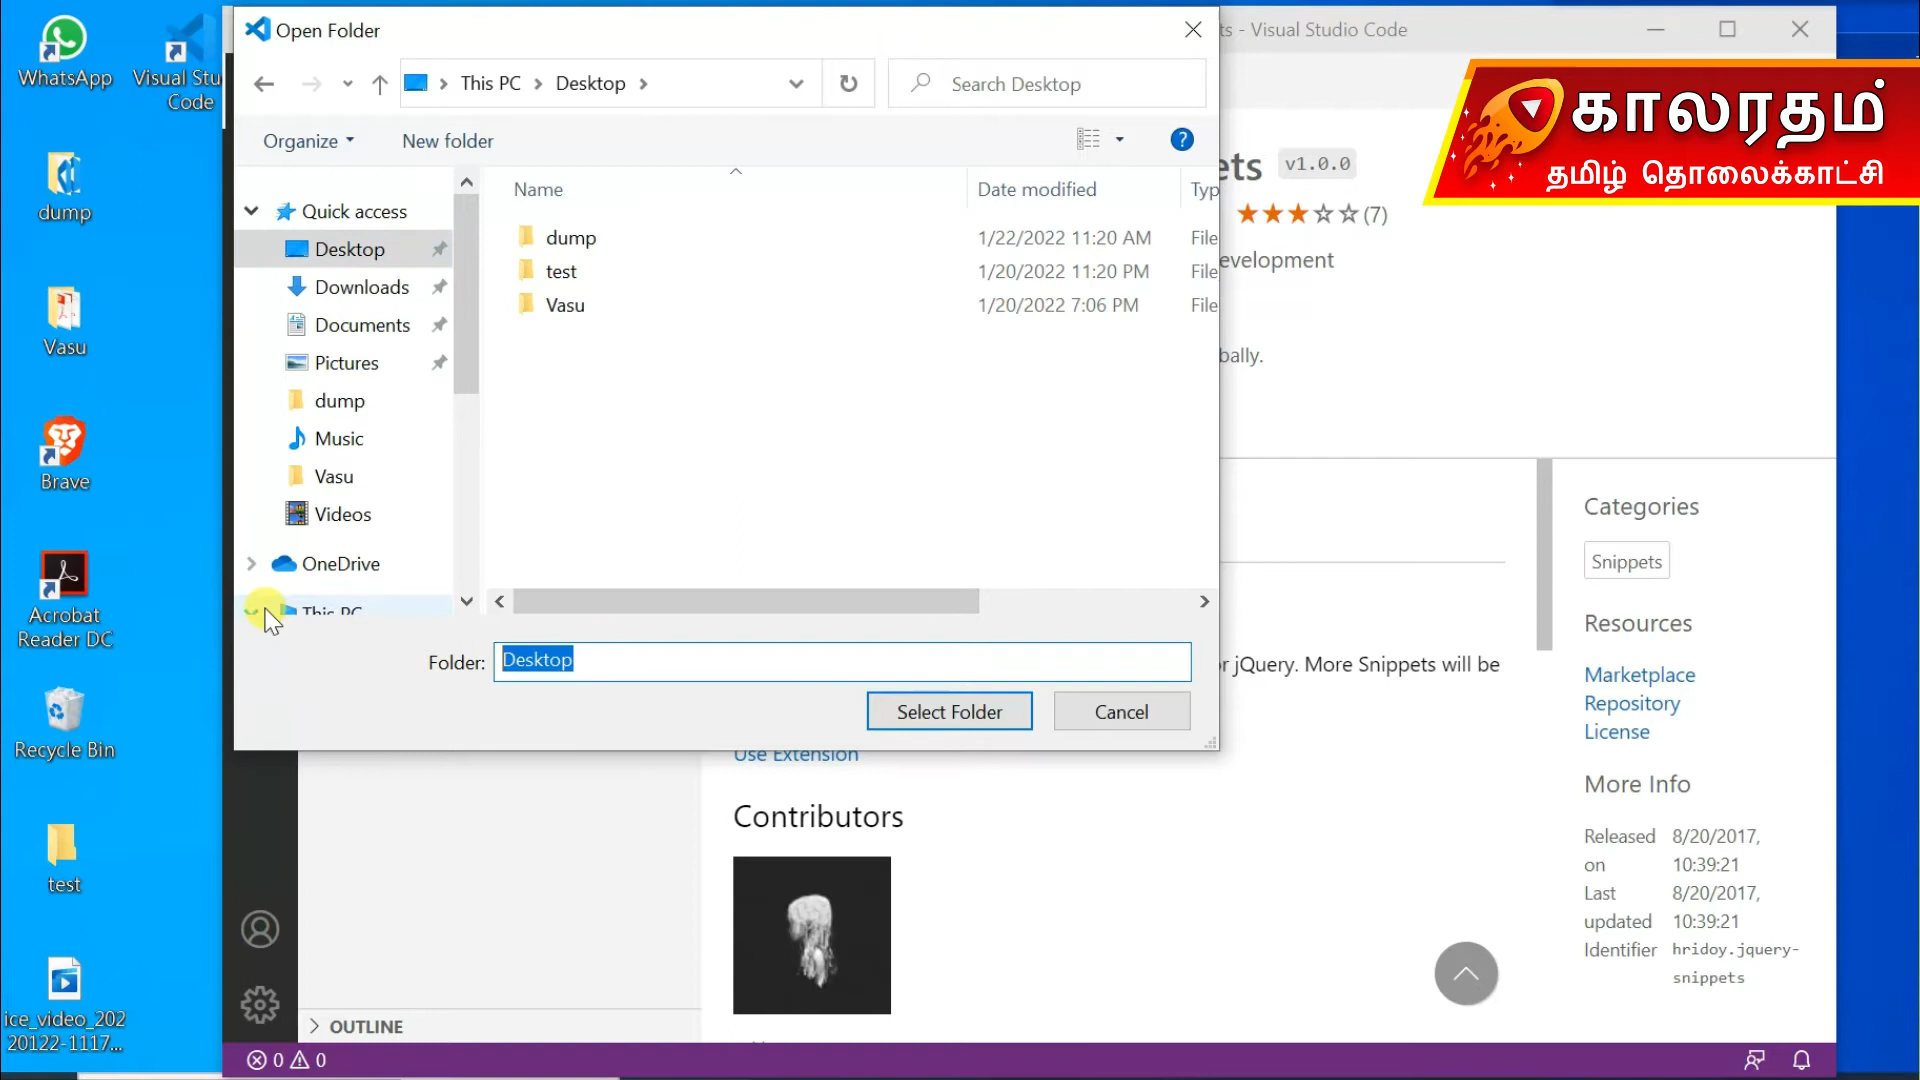 WhatsApp
Visual Stu
Code
dump
Vasu
Brave
Acrobat
Reader DC
Recycle Bin
test
ice_video_202
20122-1117...
Open Folder
ts - Visual Studio Code
This PC
Desktop
Search Desktop
Organize
New folder
Name
Date modified
Typ
Quick access
Desktop
Downloads
Documents
Pictures
dump
Music
Vasu
Videos
OneDrive
This PC
dump 1/22/2022 11:20 AM File
test 1/20/2022 11:20 PM File
Vasu 1/20/2022 7:06 PM File
Folder: Desktop
Select Folder
Cancel
காலரதம்
தமிழ் தொலைக்காட்சி
ets v1.0.0
(7)
evelopment
bally.
or jQuery. More Snippets will be
Use Extension
Contributors
Categories
Snippets
Resources
Marketplace
Repository
License
More Info
Released 8/20/2017,
on 10:39:21
Last 8/20/2017,
updated 10:39:21
Identifier hridoy.jquery-
snippets
OUTLINE
0 0